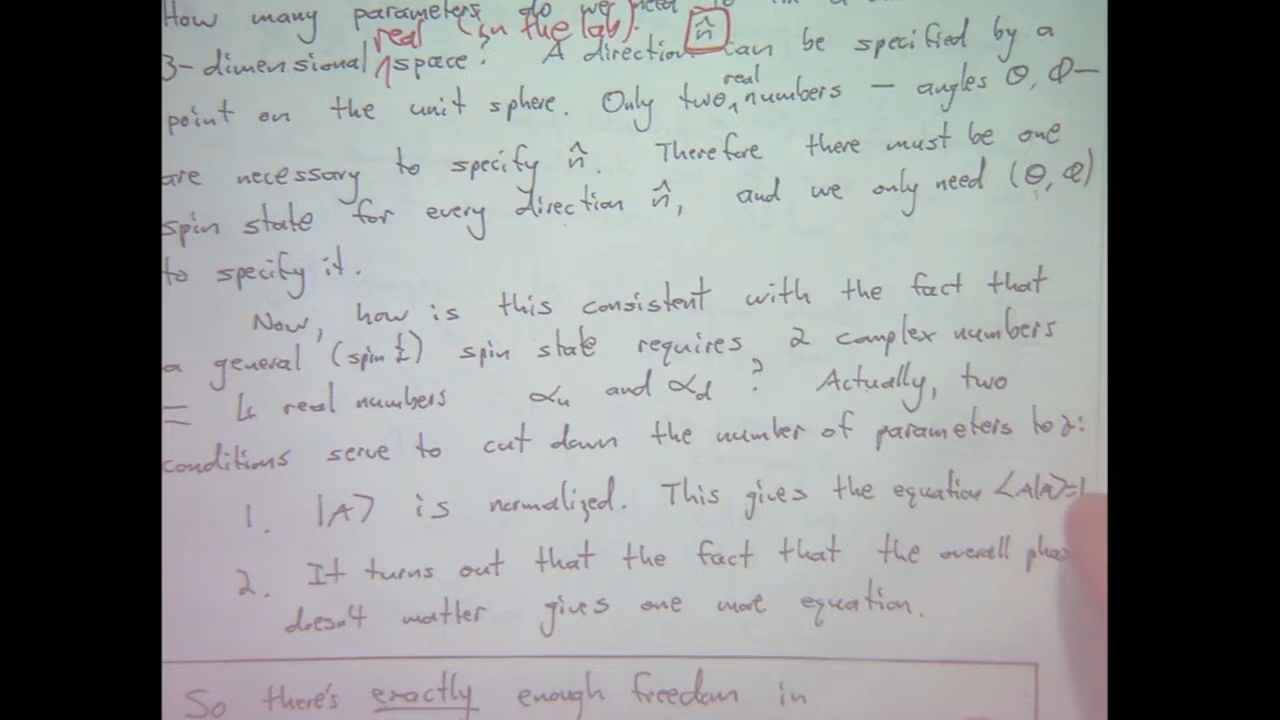 How many parameters do we need to
real (in the lab). n̂
3-dimensional space? A direction can be specified by a
real
point on the unit sphere. Only two numbers – angles θ, Φ –
are necessary to specify n̂. Therefore there must be one
spin state for every direction n̂, and we only need (θ, φ)
to specify it.
Now, how is this consistent with the fact that
a general (spin ½) spin state requires 2 complex numbers
= 4 real numbers αu and αd ? Actually, two
conditions serve to cut down the number of parameters to 2:
1. |A> is normalized. This gives the equation <A|A>=1
2. It turns out that the fact that the overall phase
doesn't matter gives one more equation.
So there's exactly enough freedom in